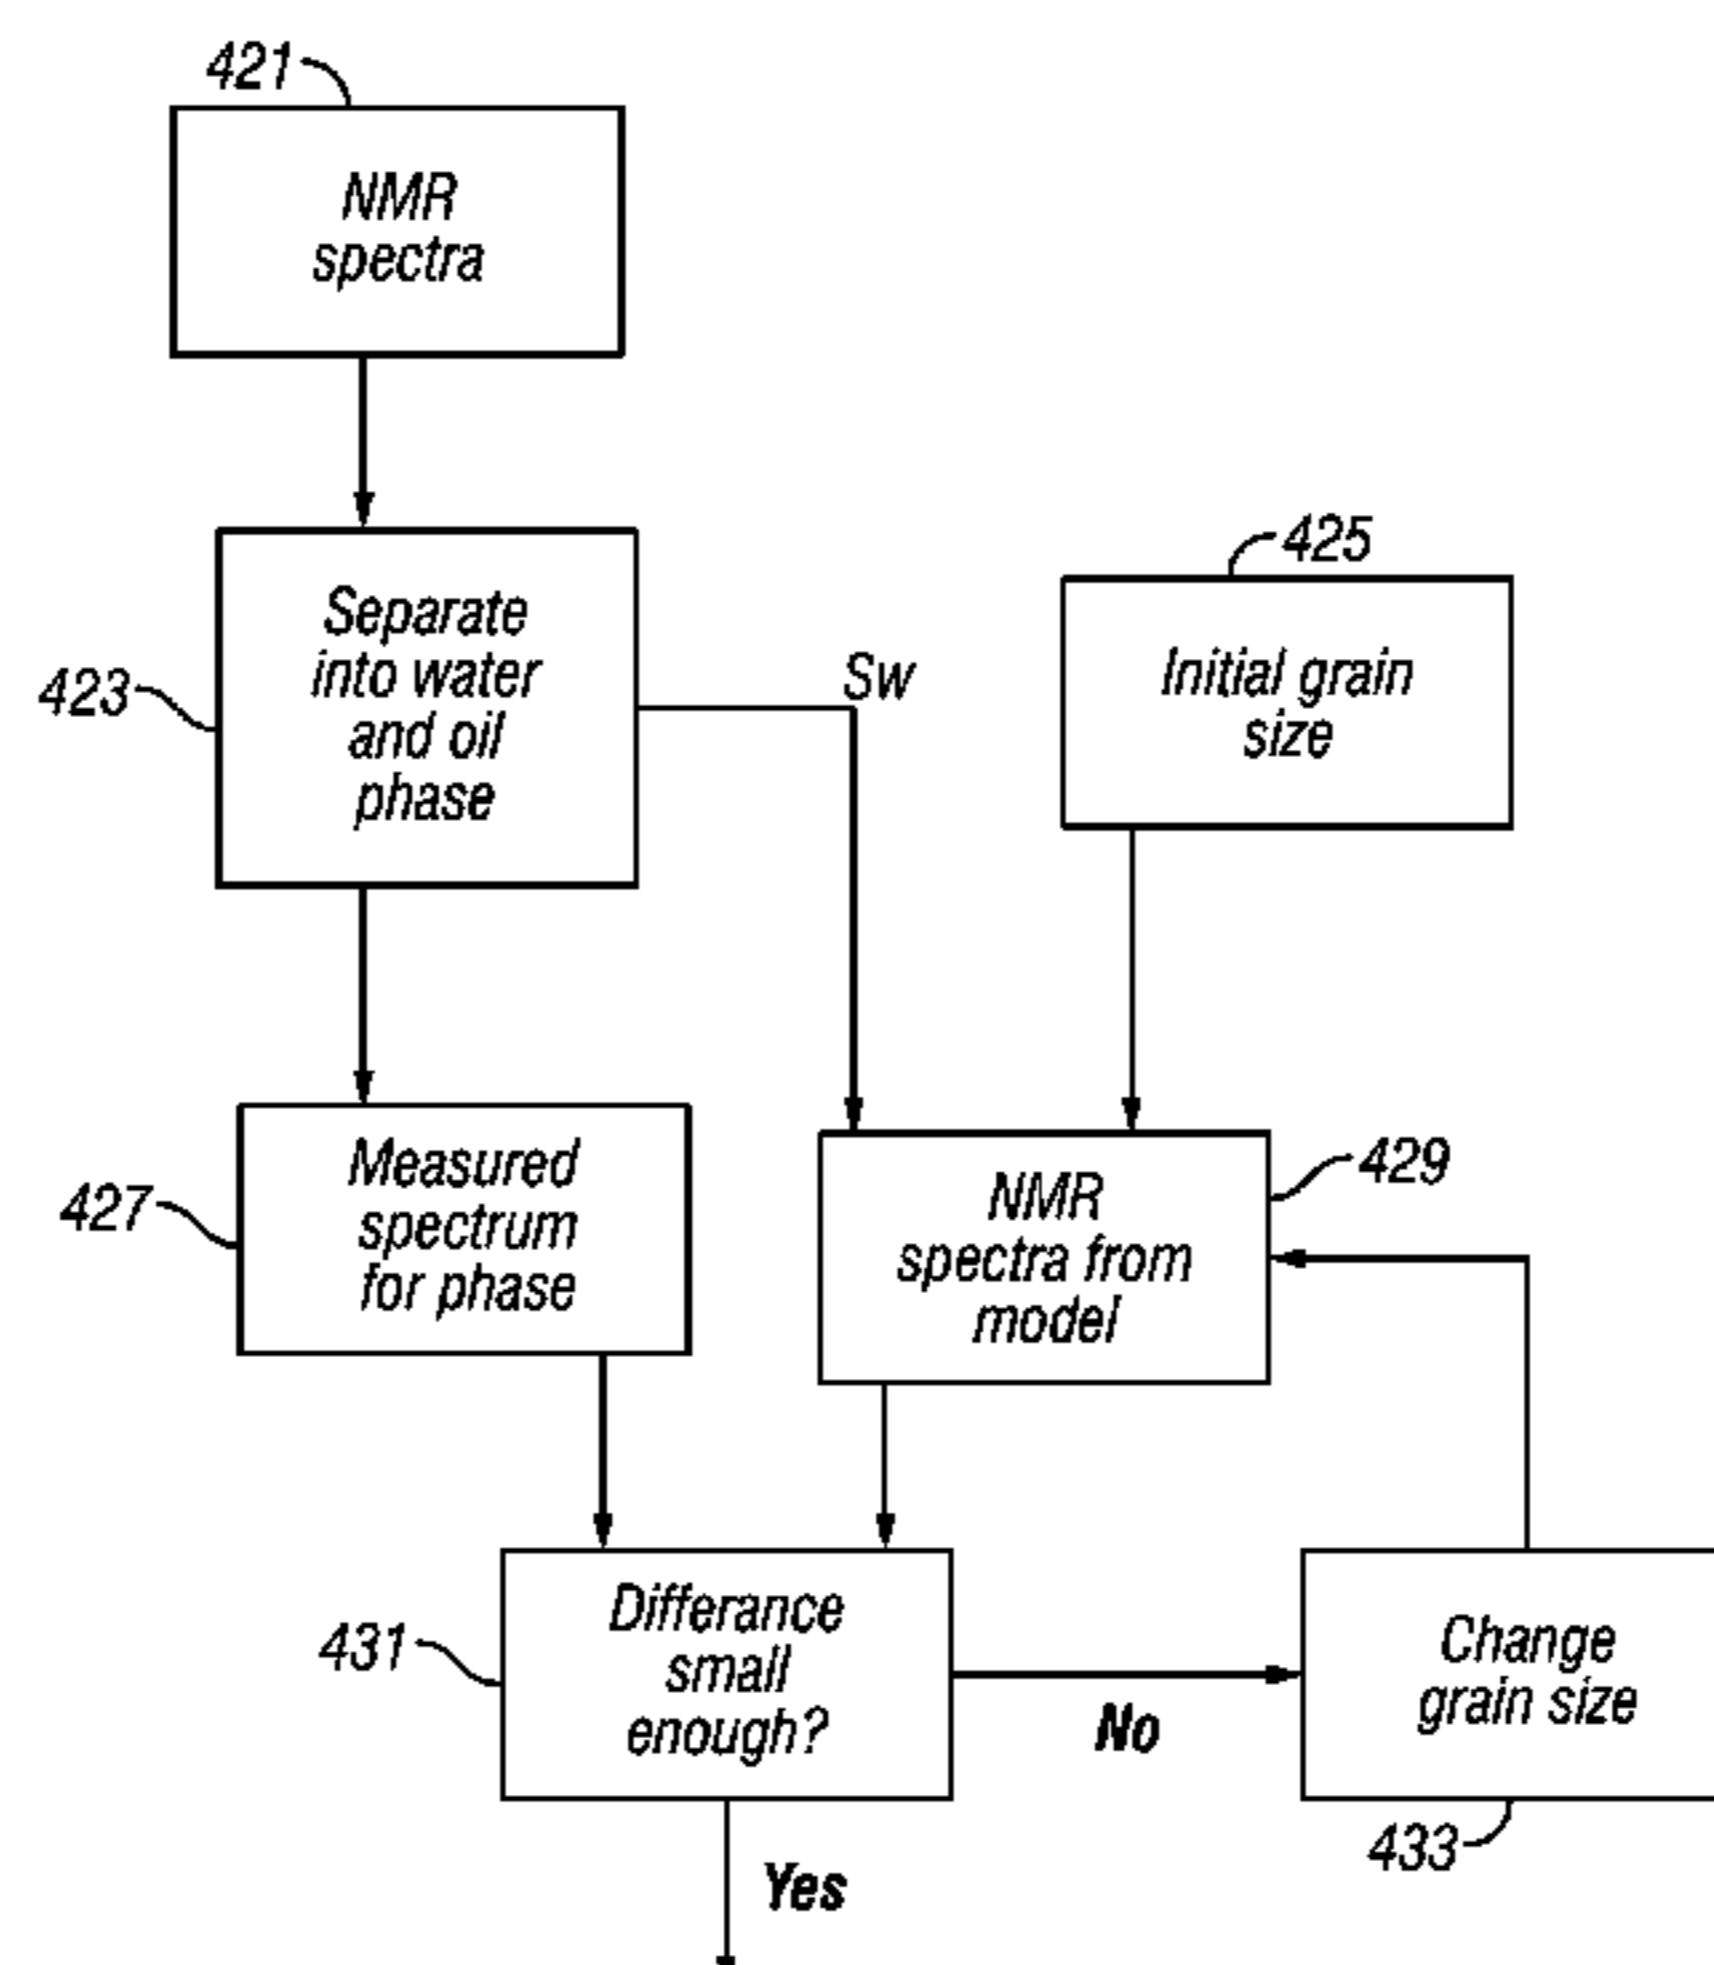 421
NMR
spectra
Separate
into water
and oil
phase
423
Sw
425
Initial grain
size
Measured
spectrum
for phase
427
NMR
spectra from
model
429
Differance
small
enough?
431
No
Change
grain size
433
Yes